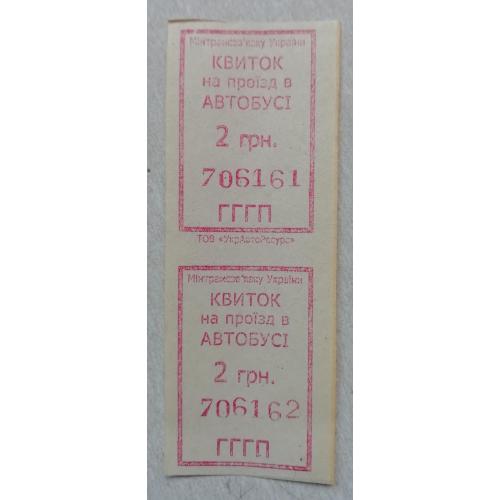 Мінтрансзв'язку України
КВИТОК
на проїзд в
АВТОБУСІ
2 грн.
706161
ГГГП
ТОВ «УкрАвтоРесурс»
Мінтрансзв'язку України
КВИТОК
на проїзд в
АВТОБУСІ
2 грн.
706162
ГГГП